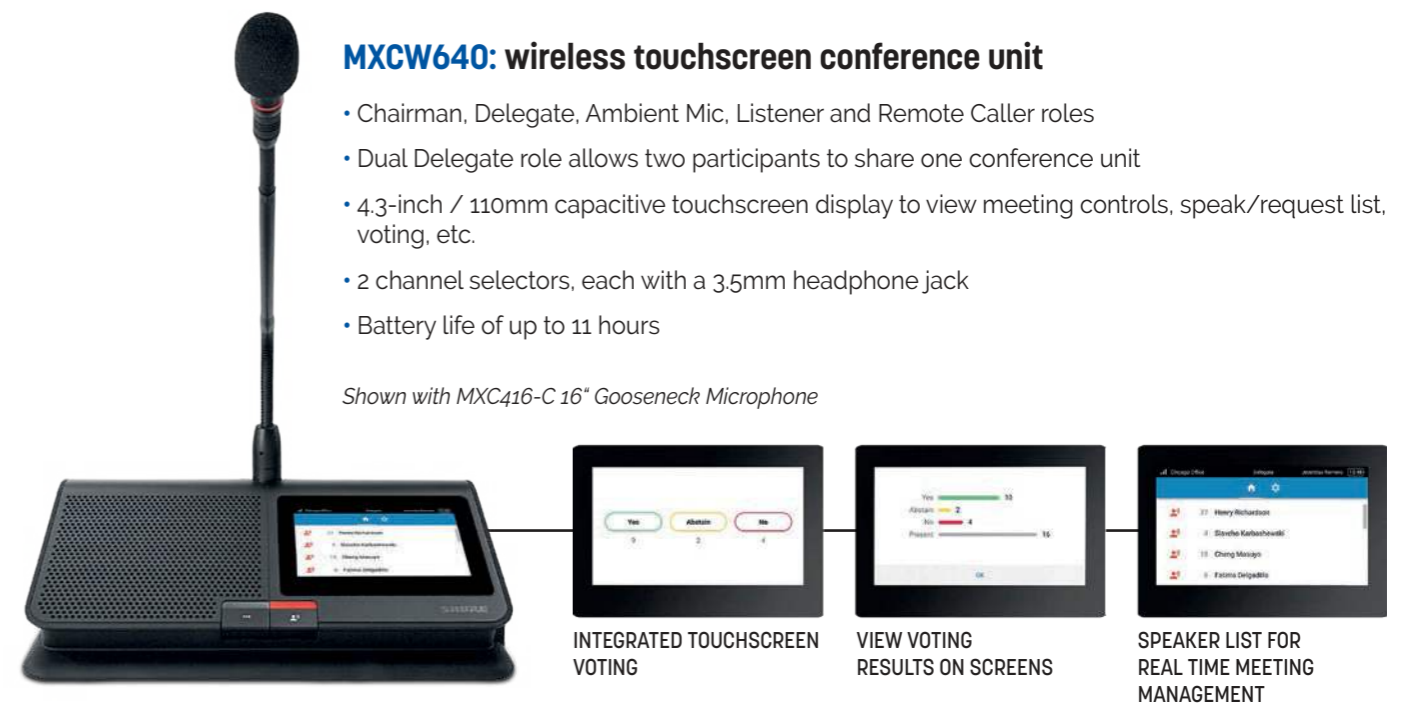 MXCW640: wireless touchscreen conference unit
• Chairman, Delegate, Ambient Mic, Listener and Remote Caller roles
• Dual Delegate role allows two participants to share one conference unit
• 4.3-inch / 110mm capacitive touchscreen display to view meeting controls, speak/request list,
voting, etc.
• 2 channel selectors, each with a 3.5mm headphone jack
• Battery life of up to 11 hours
Shown with MXC416-C 16“ Gooseneck Microphone
Yes Abstain No
9 2 4
Yes 10
Abstain 2
No 4
Present 16
OK
Chicago Office Delegate
Henry Richardson
4
Cheng
6 Fatima Delgadillo
INTEGRATED TOUCHSCREEN
VOTING
VIEW VOTING
RESULTS ON SCREENS
SPEAKER LIST FOR
REAL TIME MEETING
MANAGEMENT